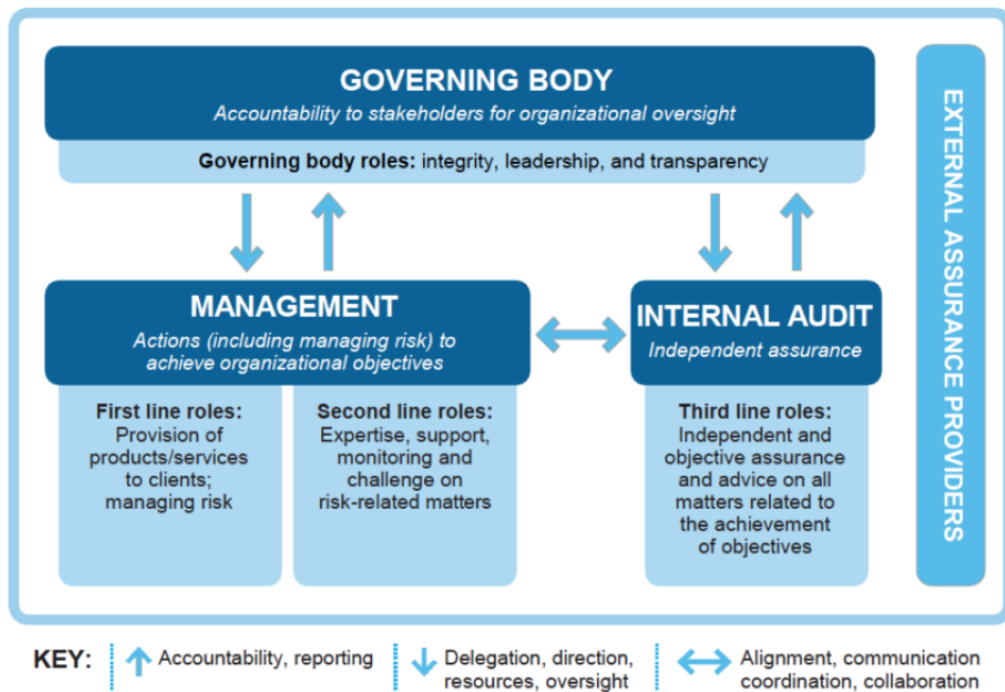 GOVERNING BODY
Accountability to stakeholders for organizational oversight
Governing body roles: integrity, leadership, and transparency
MANAGEMENT
Actions (including managing risk) to
achieve organizational objectives
First line roles:
Provision of
products/services
to clients;
managing risk
Second line roles:
Expertise, support,
monitoring and
challenge on
risk-related matters
INTERNAL AUDIT
Independent assurance
Third line roles:
Independent and
objective assurance
and advice on all
matters related to
the achievement
of objectives
EXTERNAL ASSURANCE PROVIDERS
KEY:
Accountability, reporting
Delegation, direction,
resources, oversight
Alignment, communication
coordination, collaboration